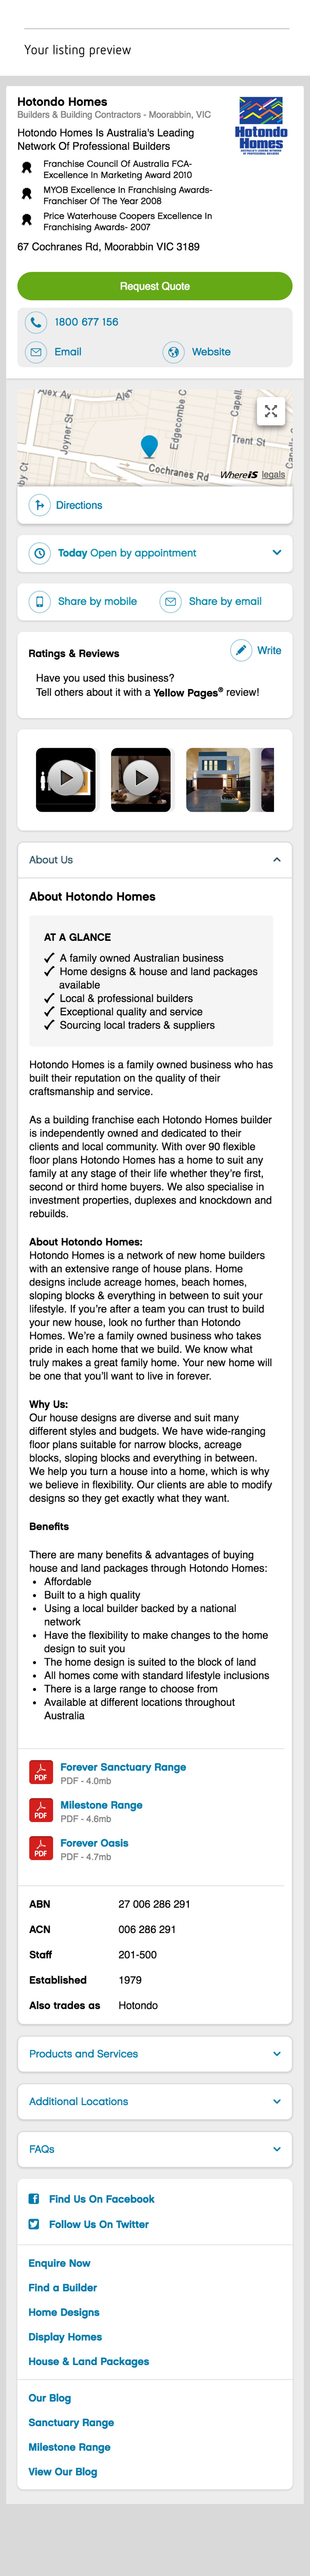 Your listing preview
Hotondo Homes
Builders & Building Contractors - Moorabbin, VIC
Hotondo Homes Is Australia's Leading
Network Of Professional Builders
Hotondo
Homes
Franchise Council Of Australia FCA-
Excellence In Marketing Award 2010
MYOB Excellence In Franchising Awards-
Franchiser Of The Year 2008
Price Waterhouse Coopers Excellence In
Franchising Awards- 2007
67 Cochranes Rd, Moorabbin VIC 3189
Request Quote
1800 677 156
Email
Website
Alex Av
Joyner St
Edgecombe C
Capell
Trent St
Cochranes Rd
by Ct
Whereis legals
Directions
Today Open by appointment
Share by mobile
Share by email
Ratings & Reviews
Write
Have you used this business?
Tell others about it with a Yellow Pages® review!
About Us
About Hotondo Homes
AT A GLANCE
✓ A family owned Australian business
✓ Home designs & house and land packages
available
✓ Local & professional builders
✓ Exceptional quality and service
✓ Sourcing local traders & suppliers
Hotondo Homes is a family owned business who has
built their reputation on the quality of their
craftsmanship and service.
As a building franchise each Hotondo Homes builder
is independently owned and dedicated to their
clients and local community. With over 90 flexible
floor plans Hotondo Homes has a home to suit any
family at any stage of their life whether they're first,
second or third home buyers. We also specialise in
investment properties, duplexes and knockdown and
rebuilds.
About Hotondo Homes:
Hotondo Homes is a network of new home builders
with an extensive range of house plans. Home
designs include acreage homes, beach homes,
sloping blocks & everything in between to suit your
lifestyle. If you're after a team you can trust to build
your new house, look no further than Hotondo
Homes. We're a family owned business who takes
pride in each home that we build. We know what
truly makes a great family home. Your new home will
be one that you'll want to live in forever.
Why Us:
Our house designs are diverse and suit many
different styles and budgets. We have wide-ranging
floor plans suitable for narrow blocks, acreage
blocks, sloping blocks and everything in between.
We help you turn a house into a home, which is why
we believe in flexibility. Our clients are able to modify
designs so they get exactly what they want.
Benefits
There are many benefits & advantages of buying
house and land packages through Hotondo Homes:
• Affordable
• Built to a high quality
• Using a local builder backed by a national
network
• Have the flexibility to make changes to the home
design to suit you
• The home design is suited to the block of land
• All homes come with standard lifestyle inclusions
• There is a large range to choose from
• Available at different locations throughout
Australia
PDF
Forever Sanctuary Range
PDF - 4.0mb
PDF
Milestone Range
PDF - 4.6mb
PDF
Forever Oasis
PDF - 4.7mb
ABN 27 006 286 291
ACN 006 286 291
Staff 201-500
Established 1979
Also trades as Hotondo
Products and Services
Additional Locations
FAQs
Find Us On Facebook
Follow Us On Twitter
Enquire Now
Find a Builder
Home Designs
Display Homes
House & Land Packages
Our Blog
Sanctuary Range
Milestone Range
View Our Blog